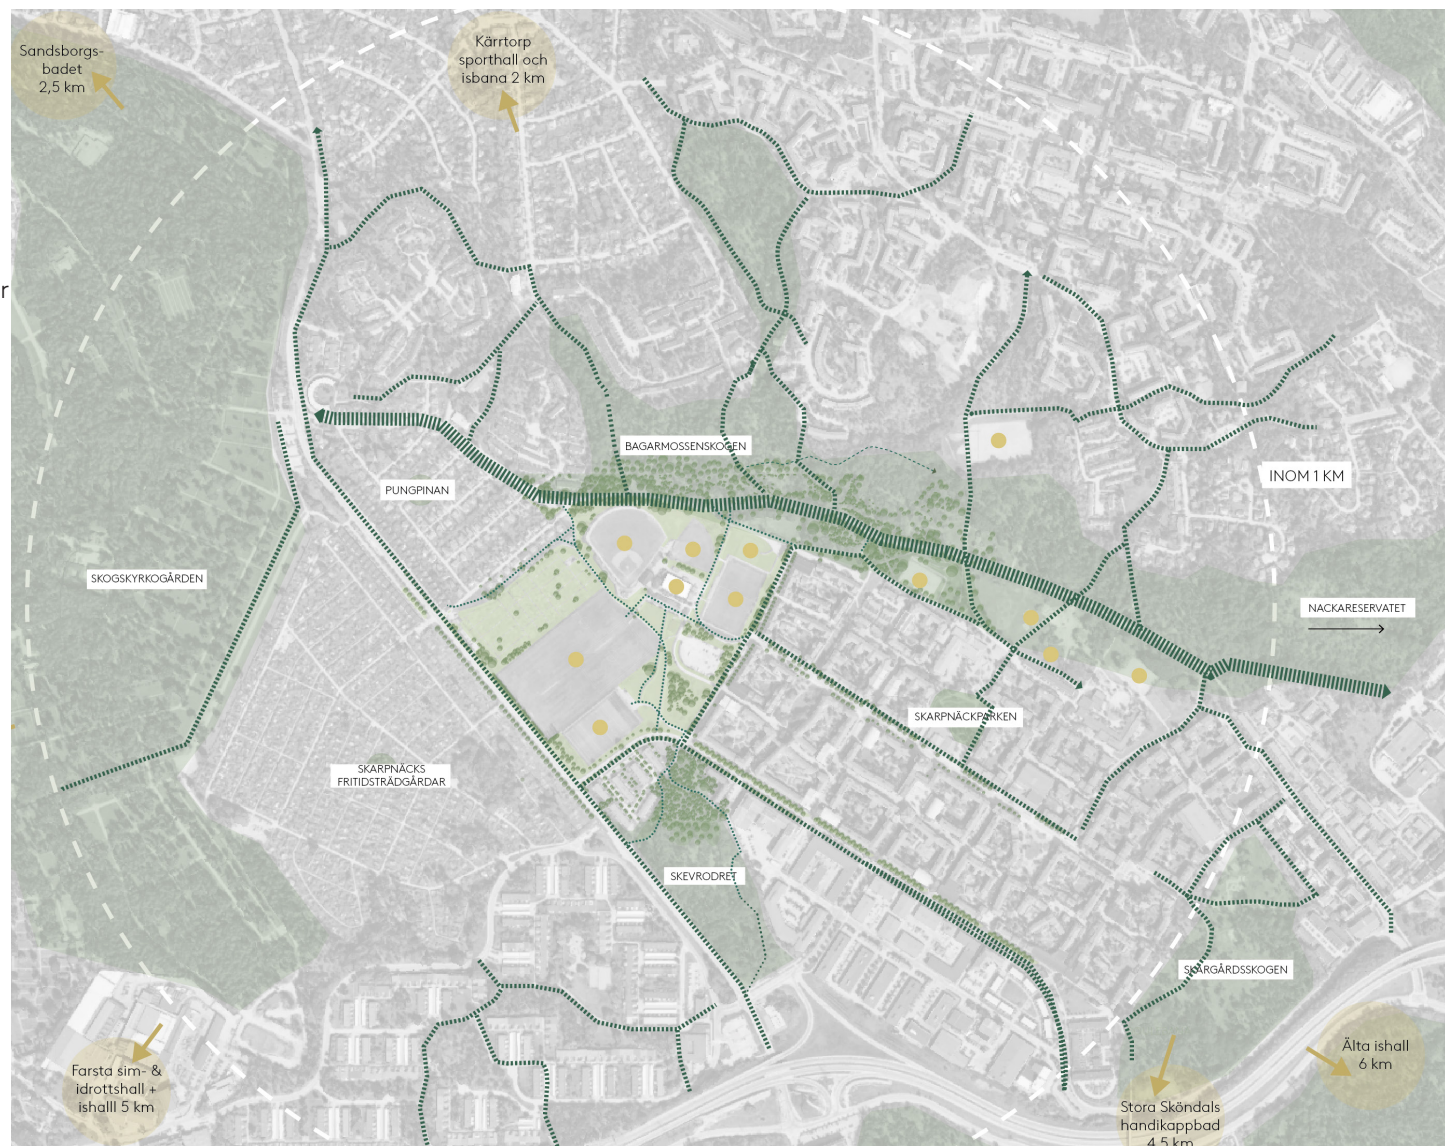 Sandsborgs-
badet
2,5 km
Kärrtorp
sporthall och
isbana 2 km
r
BAGARMOSSENSKOGEN
INOM 1 KM
PUNGPINAN
SKOGSKYRKOGÅRDEN
NACKARESERVATET
SKARPNÄCKPARKEN
SKARPNÄCKS
FRITIDSTRÄDGÅRDAR
SKEVRODRET
SKÄRGÅRDSSKOGEN
Älta ishall
6 km
Farsta sim- &
idrottshall +
ishalll 5 km
Stora Sköndals
handikappbad
4,5 km